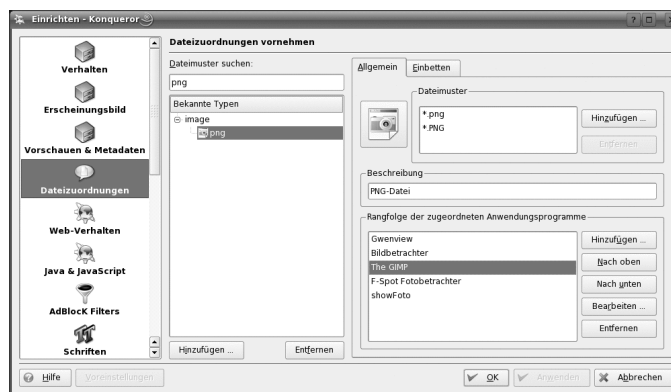 Einrichten - Konqueror
Verhalten
Erscheinungsbild
Vorschauen & Metadaten
Dateizuordnungen
Web-Verhalten
Java & JavaScript
AdBlocK Filters
Schriften
Dateizuordnungen vornehmen
Dateimuster suchen:
png
Bekannte Typen
image
png
Hinzufügen ...
Entfernen
Allgemein
Einbetten
Dateimuster
*.png
*.PNG
Hinzufügen ...
Entfernen
Beschreibung
PNG-Datei
Rangfolge der zugeordneten Anwendungsprogramme
Gwenview
Bildbetrachter
The GIMP
F-Spot Fotobetrachter
showFoto
Hinzufügen ...
Nach oben
Nach unten
Bearbeiten ...
Entfernen
Hilfe
Voreinstellungen
OK
Anwenden
Abbrechen